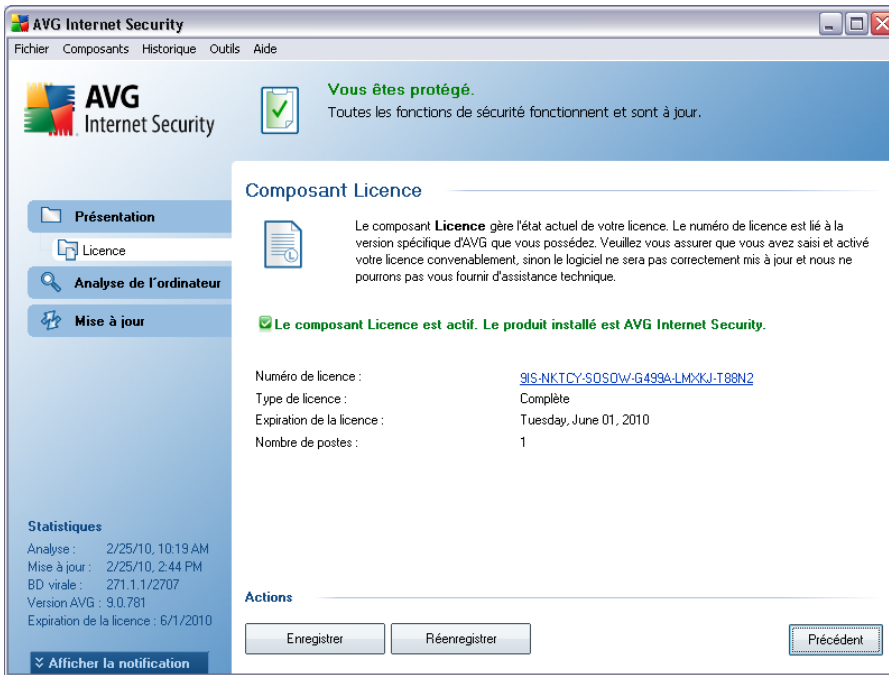 AVG Internet Security
Fichier Composants Historique Outils Aide
AVG
Internet Security
Vous êtes protégé.
Toutes les fonctions de sécurité fonctionnent et sont à jour.
Présentation
Licence
Analyse de l'ordinateur
Mise à jour
Composant Licence
Le composant Licence gère l'état actuel de votre licence. Le numéro de licence est lié à la
version spécifique d'AVG que vous possédez. Veuillez vous assurer que vous avez saisi et activé
votre licence convenablement, sinon le logiciel ne sera pas correctement mis à jour et nous ne
pourrons pas vous fournir d'assistance technique.
Le composant Licence est actif. Le produit installé est AVG Internet Security.
Numéro de licence : 9IS-NKTCY-SOSOW-G499A-LMXKJ-T88N2
Type de licence : Complète
Expiration de la licence : Tuesday, June 01, 2010
Nombre de postes : 1
Statistiques
Analyse : 2/25/10, 10:19 AM
Mise à jour : 2/25/10, 2:44 PM
BD virale : 271.1.1/2707
Version AVG : 9.0.781
Expiration de la licence : 6/1/2010
Afficher la notification
Actions
Enregistrer Réenregistrer Précédent